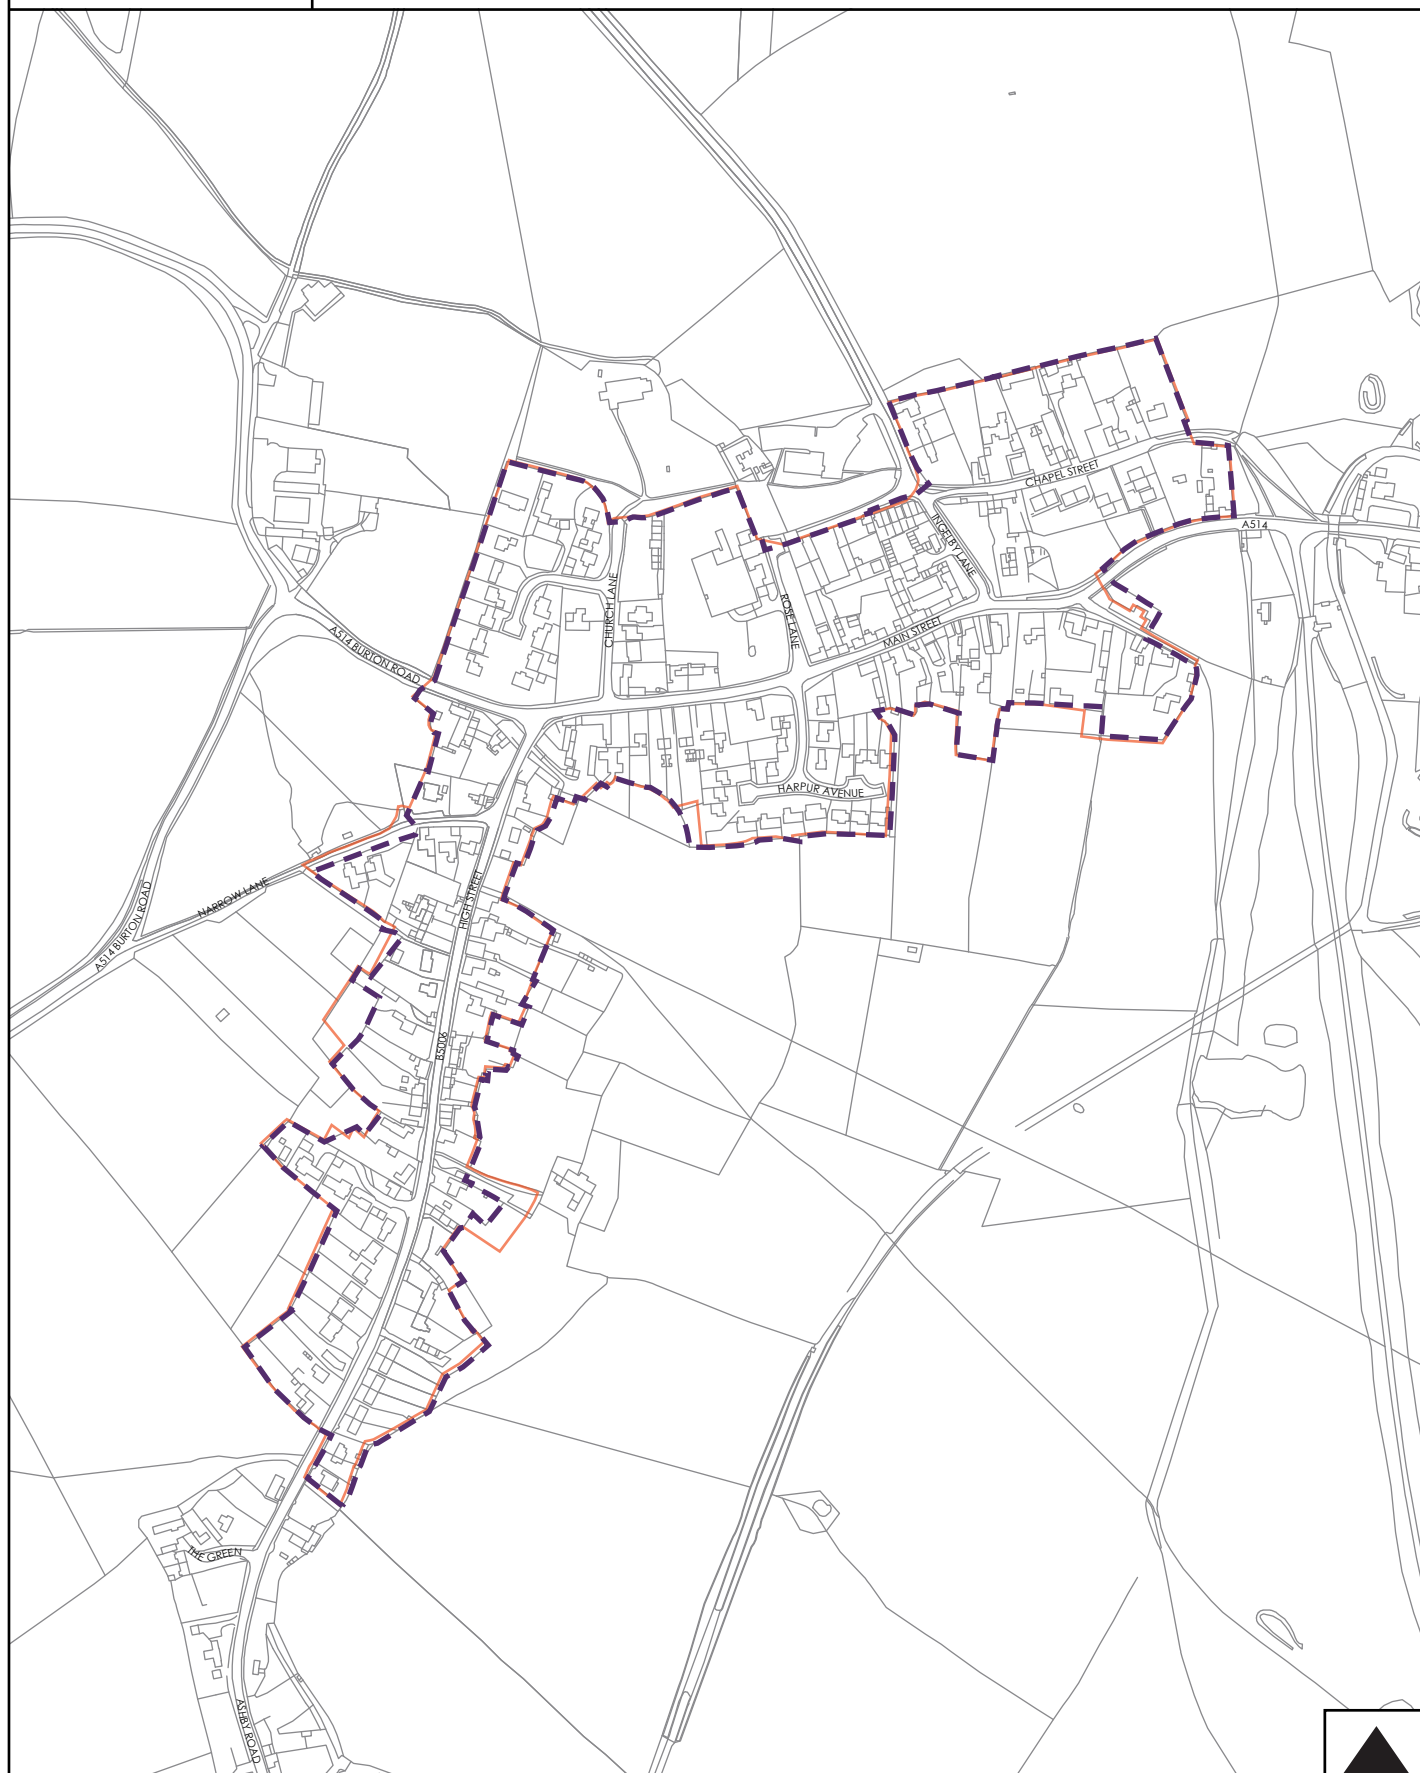 CHAPEL STREET
A514
INGELBY LANE
CHURCH LANE
ROSE LANE
MAIN STREET
A514 BURTON ROAD
HARPUR AVENUE
NARROW LANE
HIGH STREET
A514 BURTON ROAD
B5006
THE GREEN
ASHBY ROAD